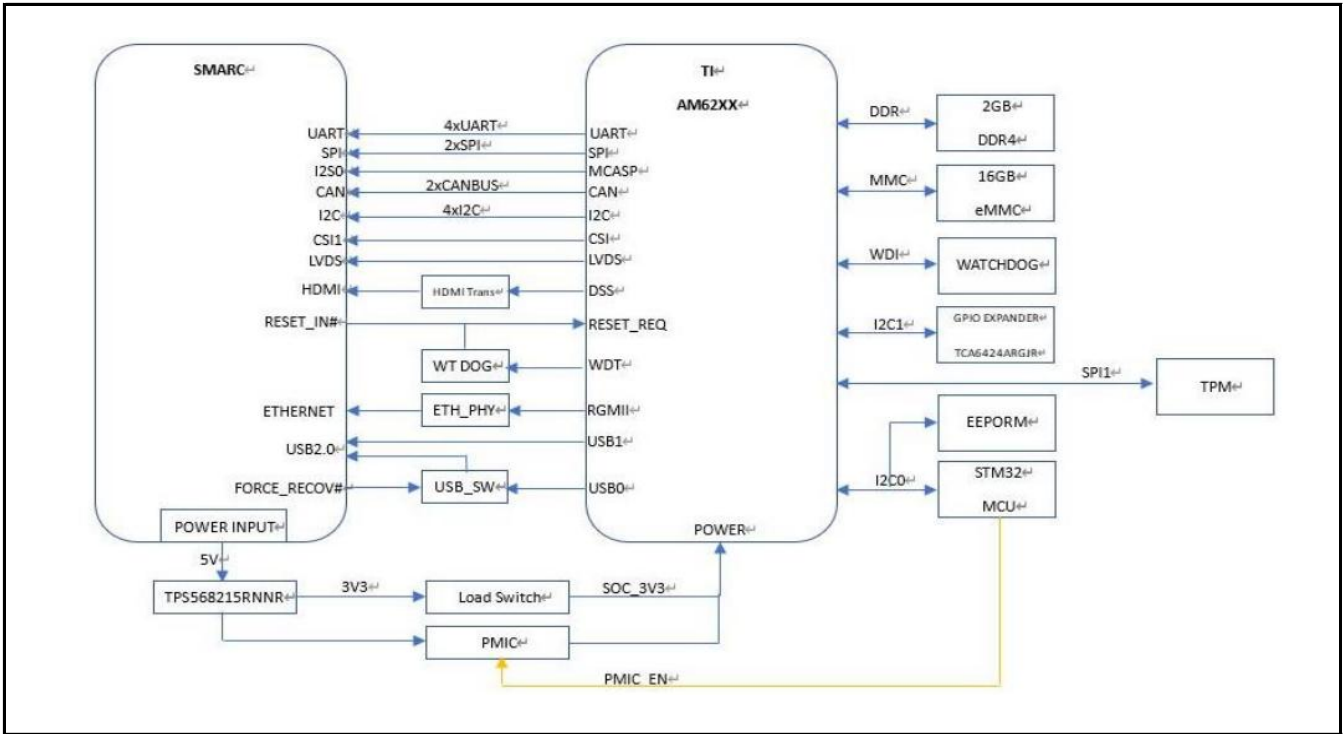 SMARC↵
TI↵
AM62XX↵
UART
SPI
I2S0
CAN
I2C
CSI1
LVDS
HDMI
RESET_IN#↵
ETHERNET
USB2.0↵
FORCE_RECOV#↵
POWER INPUT↵
4xUART↵
2xSPI↵
2xCANBUS↵
4xI2C↵
HDMI Trans↵
WT DOG↵
ETH_PHY↵
USB_SW↵
UART↵
SPI↵
MCASP↵
CAN↵
I2C↵
CSI↵
LVDS↵
DSS↵
RESET_REQ
WDT↵
RGMII↵
USB1↵
USB0↵
POWER↵
DDR↵
2GB↵
DDR4↵
MMC↵
16GB↵
eMMC↵
WDI↵
WATCHDOG↵
I2C1↵
GPIO EXPANDER↵
TCA6424ARGJR↵
SPI1↵
TPM↵
EEPORM↵
I2C0↵
STM32↵
MCU↵
5V↵
TPS568215RNNR↵
3V3↵
Load Switch↵
SOC_3V3↵
PMIC↵
PMIC_EN↵